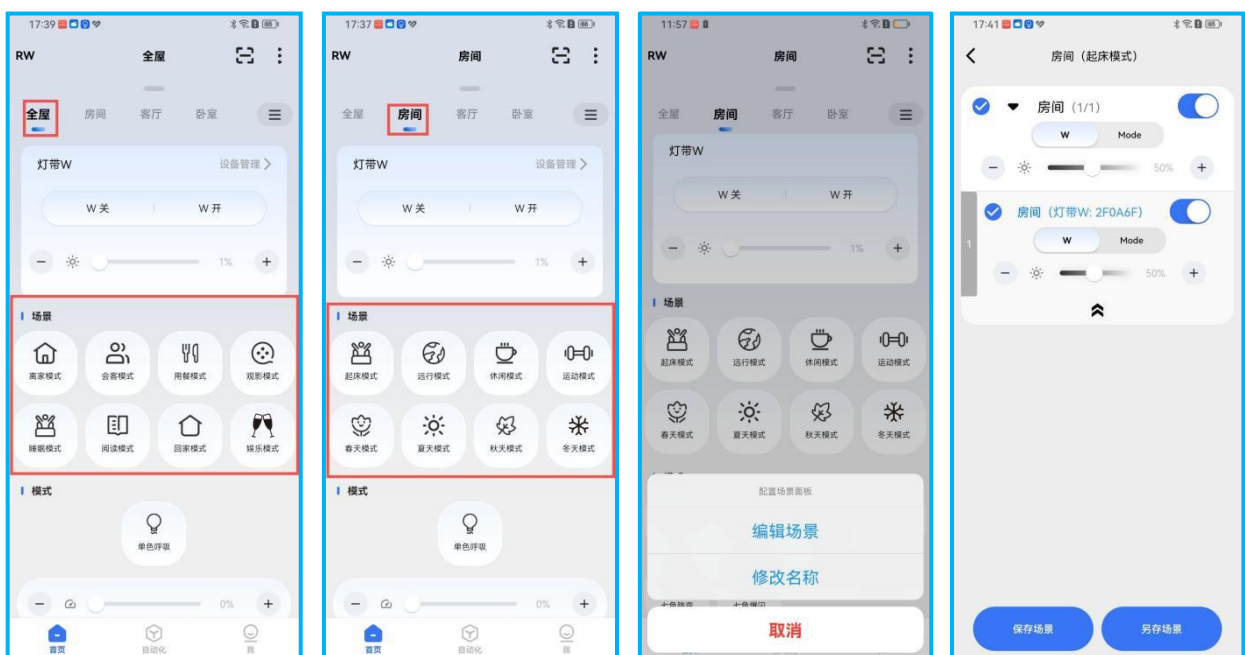 17:39
RW
全屋
全屋
房间
客厅
卧室
灯带W
设备管理
W 关
W 开
1%
场景
离家模式
会客模式
用餐模式
观影模式
睡眠模式
阅读模式
回家模式
娱乐模式
模式
单色呼吸
0%
首页
自动化
我
17:37
RW
房间
全屋
房间
客厅
卧室
灯带W
设备管理
W 关
W 开
1%
场景
起床模式
远行模式
休闲模式
运动模式
春天模式
夏天模式
秋天模式
冬天模式
模式
单色呼吸
0%
首页
自动化
我
11:57
RW
房间
全屋
房间
客厅
卧室
灯带W
W 关
W 开
1%
场景
起床模式
远行模式
休闲模式
运动模式
春天模式
夏天模式
秋天模式
冬天模式
配置场景面板
编辑场景
修改名称
取消
17:41
房间（起床模式）
房间 (1/1)
W
Mode
50%
1
房间（灯带W: 2F0A6F）
W
Mode
50%
保存场景
另存场景